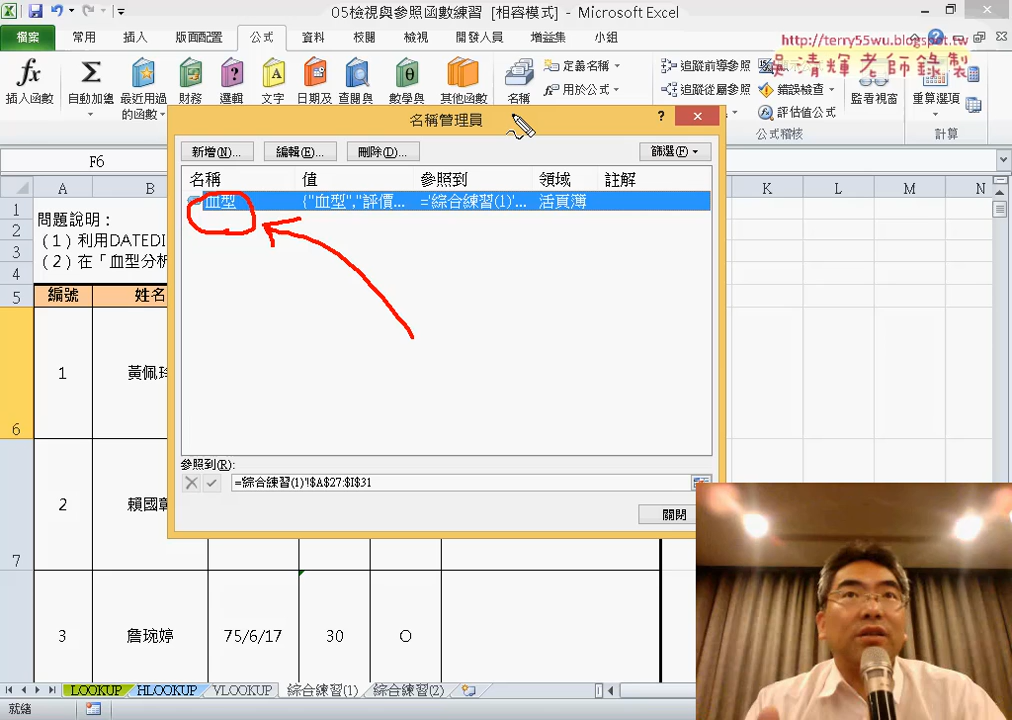 05檢視與參照函數練習 [相容模式] - Microsoft Excel
檔案 常用 插入 版面配置 公式 資料 校閱 檢視 開發人員 增益集 小組
http://terry55wu.blogspot.tw
吳清輝老師錄製
插入函數 自動加總 最近用過的函數 財務 邏輯 文字 日期及 查閱與 數學與 其他函數 名稱
定義名稱 用於公式
追蹤前導參照 追蹤從屬參照 錯誤檢查 評估值公式 監看視窗 重算選項
公式稽核 計算
名稱管理員
F6
新增(N)... 編輯(E)... 刪除(D)... 篩選(F)
名稱 值 參照到 領域 註解
血型 {"血型","評價... ='綜合練習(1)'... 活頁簿
參照到(R):
='綜合練習(1)'!$A$27:$I$31
關閉
A B K L M N
1 問題說明：
2 （1）利用DATEDI
3 （2）在「血型分析
4
5 編號 姓名
6 1 黃佩玲
7 2 賴國章
3 詹琬婷 75/6/17 30 O
LOOKUP HLOOKUP VLOOKUP 綜合練習(1) 綜合練習(2)
就緒